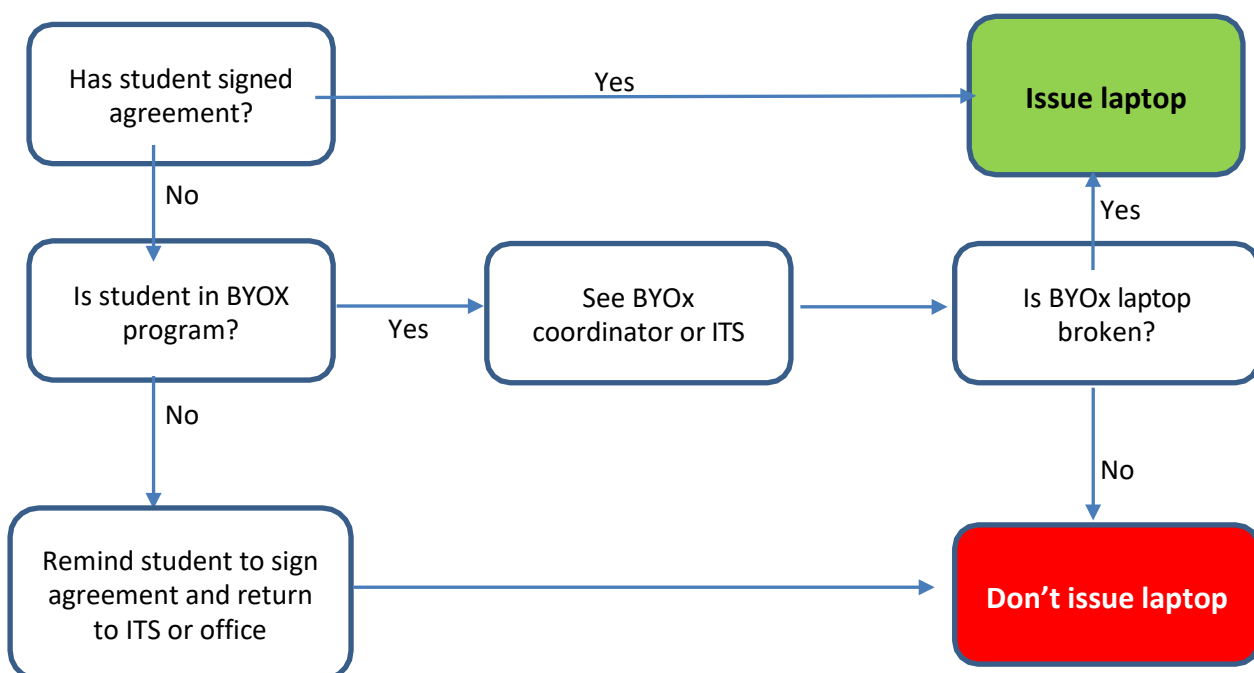 Has student signed
agreement?
Yes
Issue laptop
No
Yes
Is student in BYOX
program?
Yes
See BYOx
coordinator or ITS
Is BYOx laptop
broken?
No
No
Remind student to sign
agreement and return
to ITS or office
Don’t issue laptop